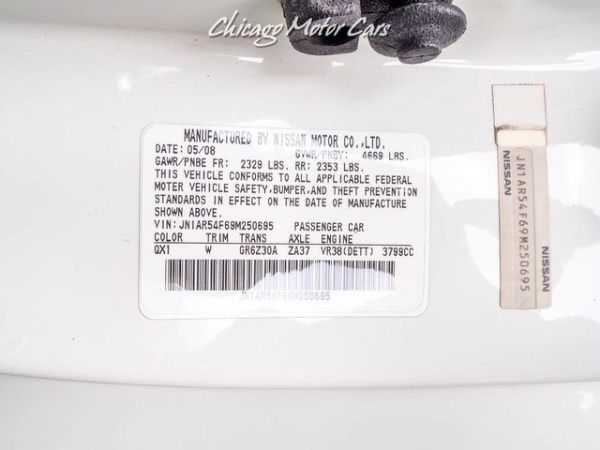 Chicago Motor Cars
MANUFACTURED BY NISSAN MOTOR CO.,LTD.
DATE: 05/08 GVWR/PNBV: 4669 LBS.
GAWR/PNBE FR: 2329 LBS. RR: 2353 LBS.
THIS VEHICLE CONFORMS TO ALL APPLICABLE FEDERAL
MOTER VEHICLE SAFETY,BUMPER,AND THEFT PREVENTION
STANDARDS IN EFFECT ON THE DATE OF MANUFACTURE
SHOWN ABOVE.
VIN:JN1AR54F69M250695 PASSENGER CAR
COLOR TRIM TRANS AXLE ENGINE
QX1 W GR6Z30A ZA37 VR38(DETT) 3799CC
JN1AR54F69M250695
JN1AR54F69M250695
NISSAN
NISSAN